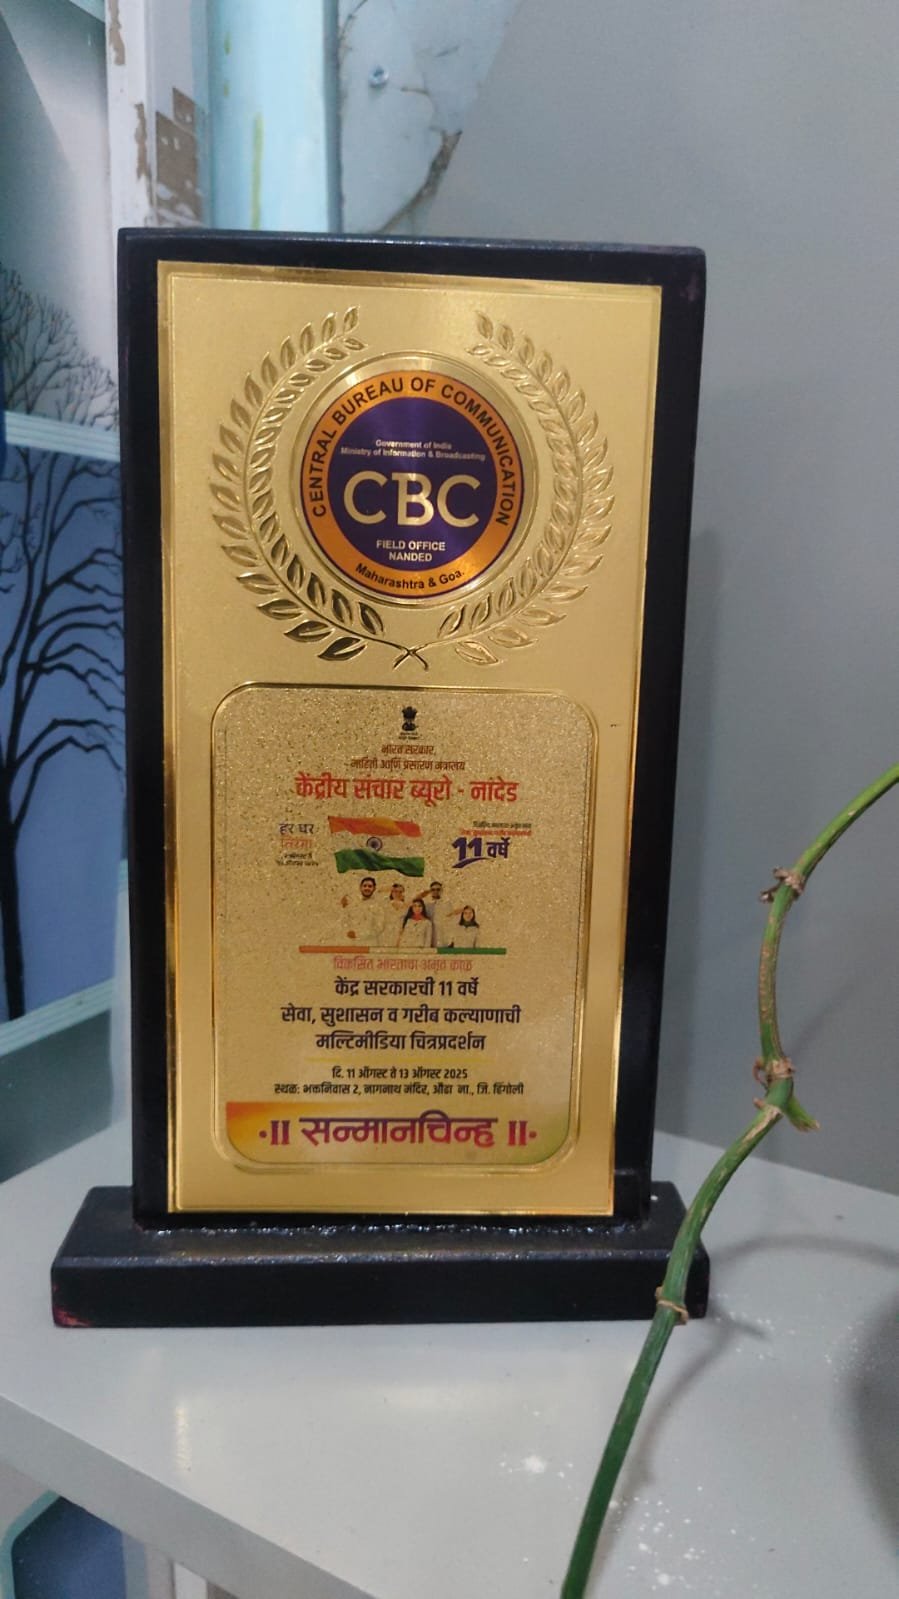 CENTRAL BUREAU OF COMMUNICATION
Government of India
Ministry of Information & Broadcasting
CBC
FIELD OFFICE
NANDED
Maharashtra & Goa.
भारत सरकार,
माहिती आणि प्रसारण मंत्रालय
केंद्रीय संचार ब्यूरो - नांदेड
हर घर
तिरंगा
11 वर्षे
विकसित भारताचा अमृत काळ
केंद्र सरकारची 11 वर्षे
सेवा, सुशासन व गरीब कल्याणाची
मल्टिमीडिया चित्रप्रदर्शन
दि. 11 ऑगस्ट ते 13 ऑगस्ट 2025
स्थळ: भक्तनिवास 2, नागनाथ मंदिर, औंढा ना., जि. हिंगोली
॥ सन्मानचिन्ह ॥